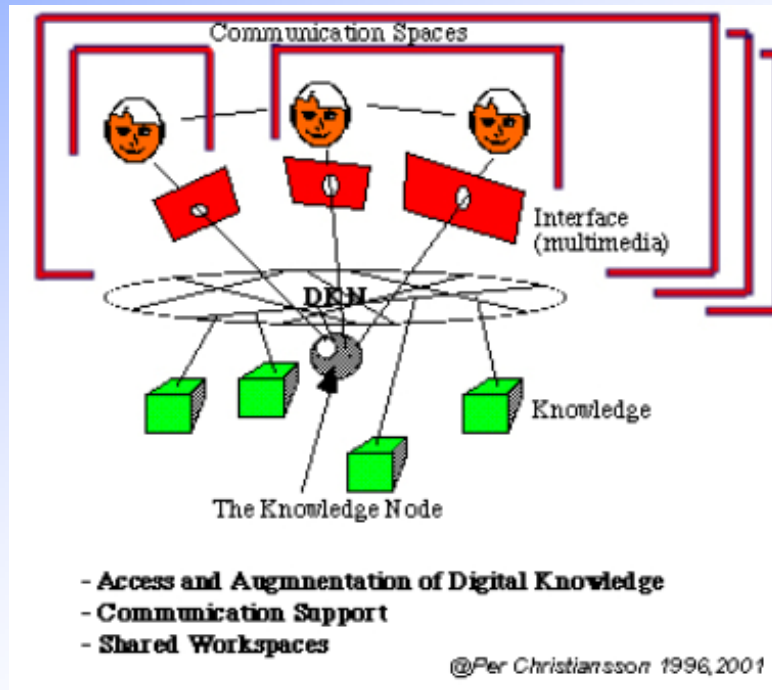 Communication Spaces
Interface
(multimedia)
DKN
Knowledge
The Knowledge Node
- Access and Augmnentation of Digital Knowledge
- Communication Support
- Shared Workspaces
@Per Christiansson 1996,2001